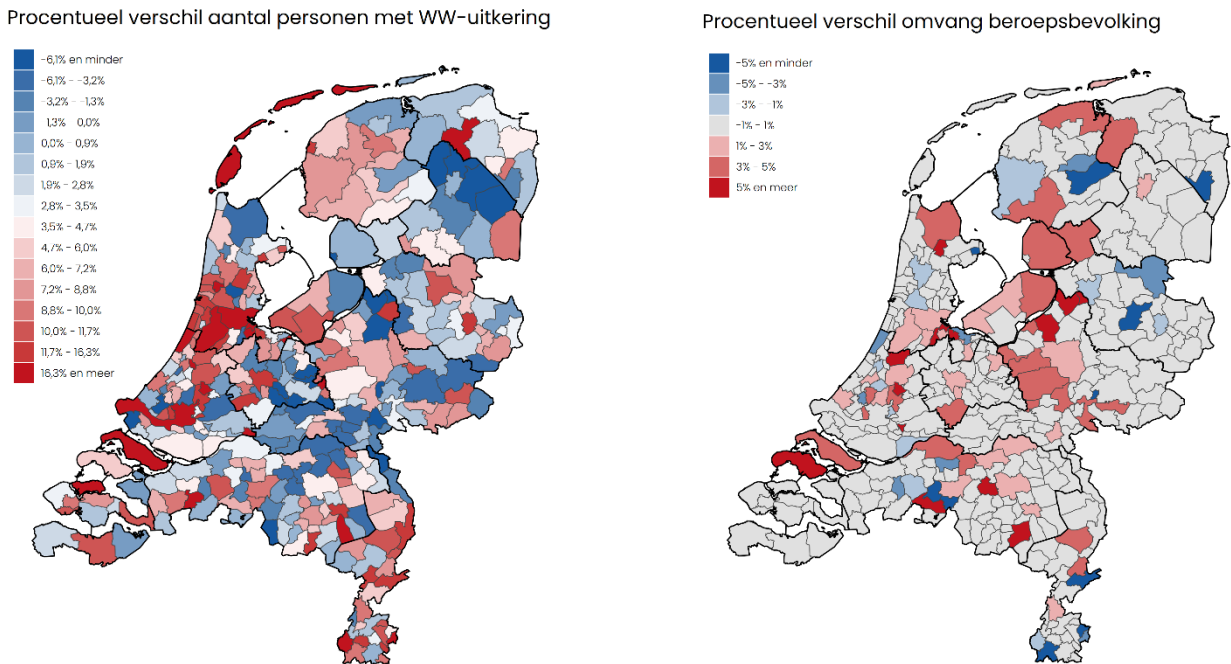 Procentueel verschil aantal personen met WW-uitkering
-6,1% en minder
-6,1% - -3,2%
-3,2% - -1,3%
1,3% - 0,0%
0,0% - 0,9%
0,9% - 1,9%
1,9% - 2,8%
2,8% - 3,5%
3,5% - 4,7%
4,7% - 6,0%
6,0% - 7,2%
7,2% - 8,8%
8,8% - 10,0%
10,0% - 11,7%
11,7% - 16,3%
16,3% en meer
Procentueel verschil omvang beroepsbevolking
-5% en minder
-5% - -3%
-3% - -1%
-1% - 1%
1% - 3%
3% - 5%
5% en meer